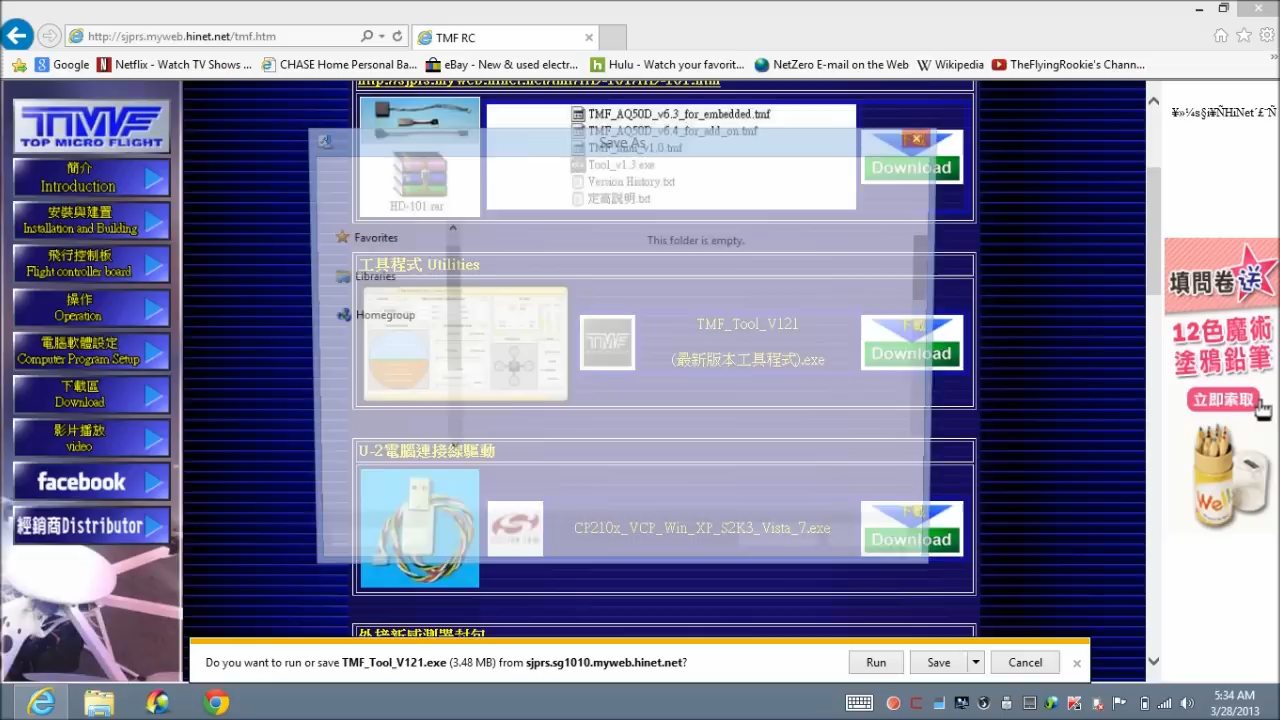 http://sjprs.myweb.hinet.net/tmf.htm
TMF RC
Google
Netflix - Watch TV Shows ...
CHASE Home Personal Ba...
eBay - New & used electr...
Hulu - Watch your favorit...
NetZero E-mail on the Web
Wikipedia
TheFlyingRookie's Chann...
TMF
TOP MICRO FLIGHT
簡介
Introduction
安裝與建置
Installation and Building
飛行控制板
Flight controller board
操作
Operation
電腦軟體設定
Computer Program Setup
下載區
Download
影片播放
video
facebook
經銷商Distributor
TMF_AQ50D_v6.3_for_embedded.tmf
TMF_AQ50D_v6.4_for_add_on.tmf
Save As
Tool_v1.3.exe
Version History.txt
定高說明.txt
HD-101.rar
Download
Favorites
This folder is empty.
Libraries
Homegroup
工具程式 Utilities
TMF
TMF_Tool_V121
(最新版本工具程式).exe
下載
Download
U-2電腦連接線驅動
CP210x_VCP_Win_XP_S2K3_Vista_7.exe
下載
Download
填問卷送
12色魔術
塗鴉鉛筆
立即索取
Do you want to run or save TMF_Tool_V121.exe (3.48 MB) from sjprs.sg1010.myweb.hinet.net?
Run
Save
Cancel
5:34 AM
3/28/2013